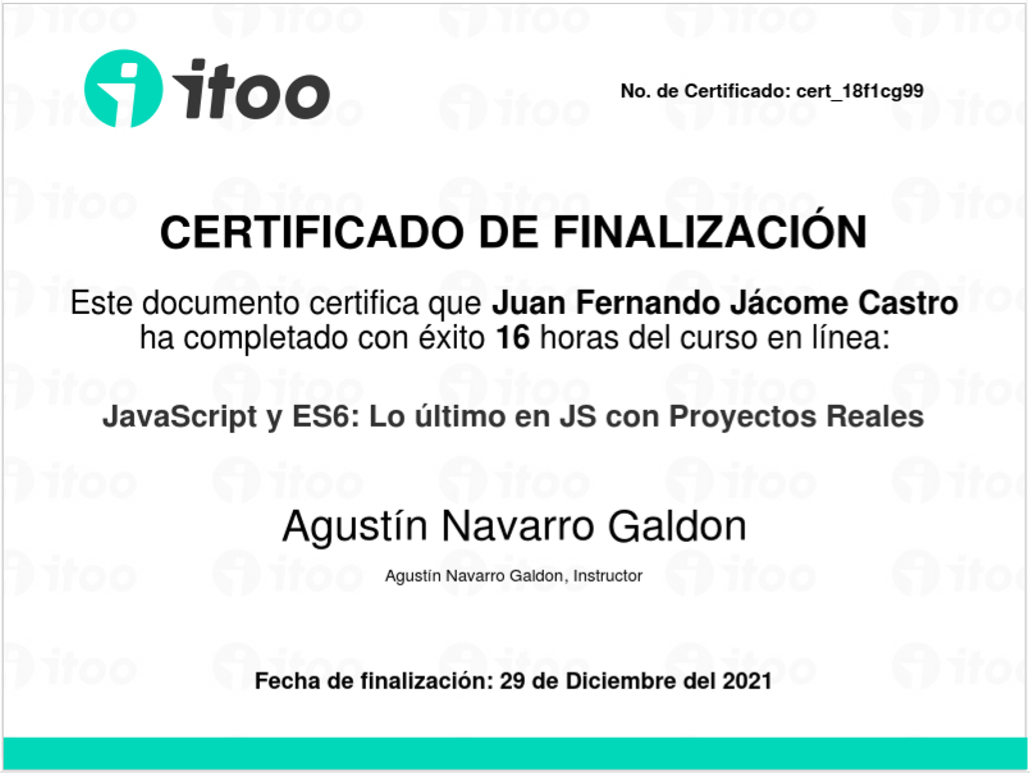 itoo
No. de Certificado: cert_18f1cg99
CERTIFICADO DE FINALIZACIÓN
Este documento certifica que Juan Fernando Jácome Castro
ha completado con éxito 16 horas del curso en línea:
JavaScript y ES6: Lo último en JS con Proyectos Reales
Agustín Navarro Galdon
Agustín Navarro Galdon, Instructor
Fecha de finalización: 29 de Diciembre del 2021